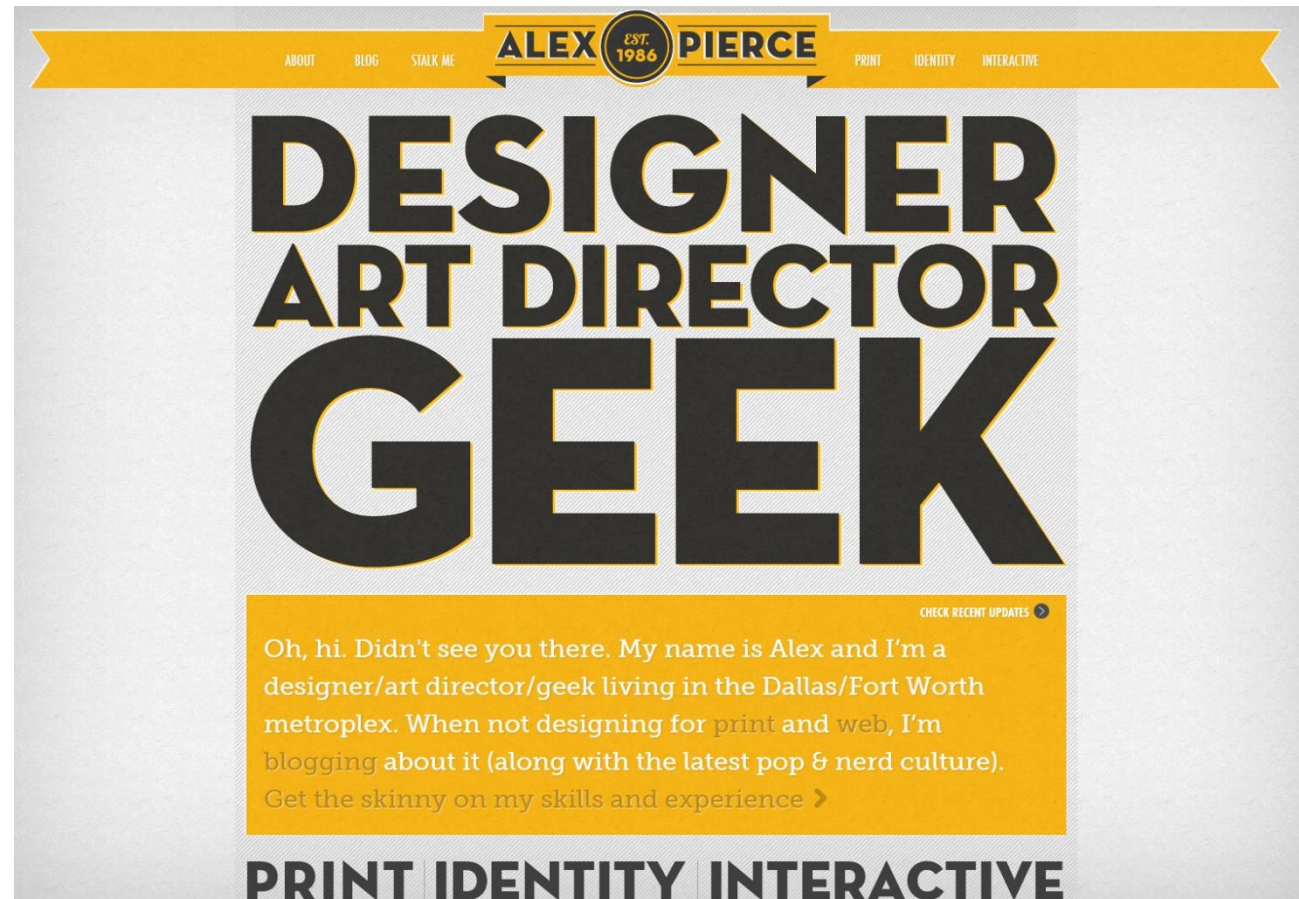 ABOUT BLOG STALK ME ALEX EST. 1986 PIERCE PRINT IDENTITY INTERACTIVE
DESIGNER
ART DIRECTOR
GEEK
CHECK RECENT UPDATES
Oh, hi. Didn't see you there. My name is Alex and I’m a
designer/art director/geek living in the Dallas/Fort Worth
metroplex. When not designing for print and web, I’m
blogging about it (along with the latest pop & nerd culture).
Get the skinny on my skills and experience
PRINT IDENTITY INTERACTIVE